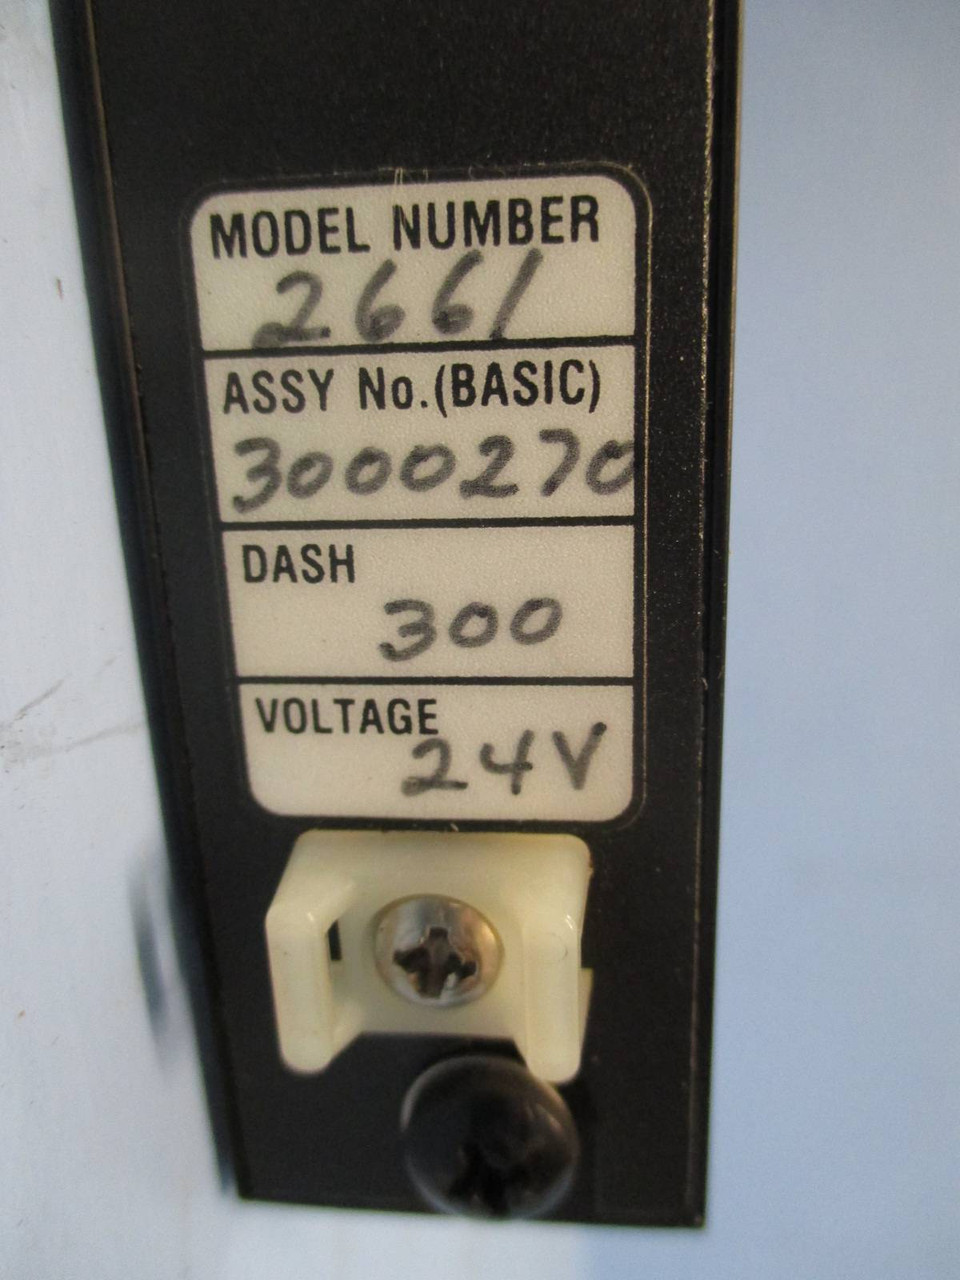 MODEL NUMBER
2661
ASSY No.(BASIC)
3000270
DASH
300
VOLTAGE
24V